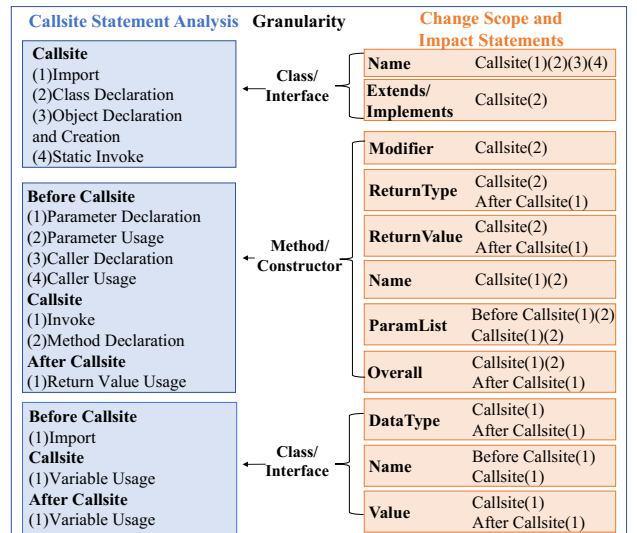 Callsite Statement Analysis
Granularity
Change Scope and
Impact Statements
Callsite
(1)Import
(2)Class Declaration
(3)Object Declaration
and Creation
(4)Static Invoke
Class/
Interface
Name Callsite(1)(2)(3)(4)
Extends/
Implements Callsite(2)
Before Callsite
(1)Parameter Declaration
(2)Parameter Usage
(3)Caller Declaration
(4)Caller Usage
Callsite
(1)Invoke
(2)Method Declaration
After Callsite
(1)Return Value Usage
Method/
Constructor
Modifier Callsite(2)
ReturnType Callsite(2)
After Callsite(1)
ReturnValue Callsite(2)
After Callsite(1)
Name Callsite(1)(2)
ParamList Before Callsite(1)(2)
Callsite(1)(2)
Overall Callsite(1)(2)
After Callsite(1)
Before Callsite
(1)Import
Callsite
(1)Variable Usage
After Callsite
(1)Variable Usage
Class/
Interface
DataType Callsite(1)
After Callsite(1)
Name Before Callsite(1)
Callsite(1)
Value Callsite(1)
After Callsite(1)